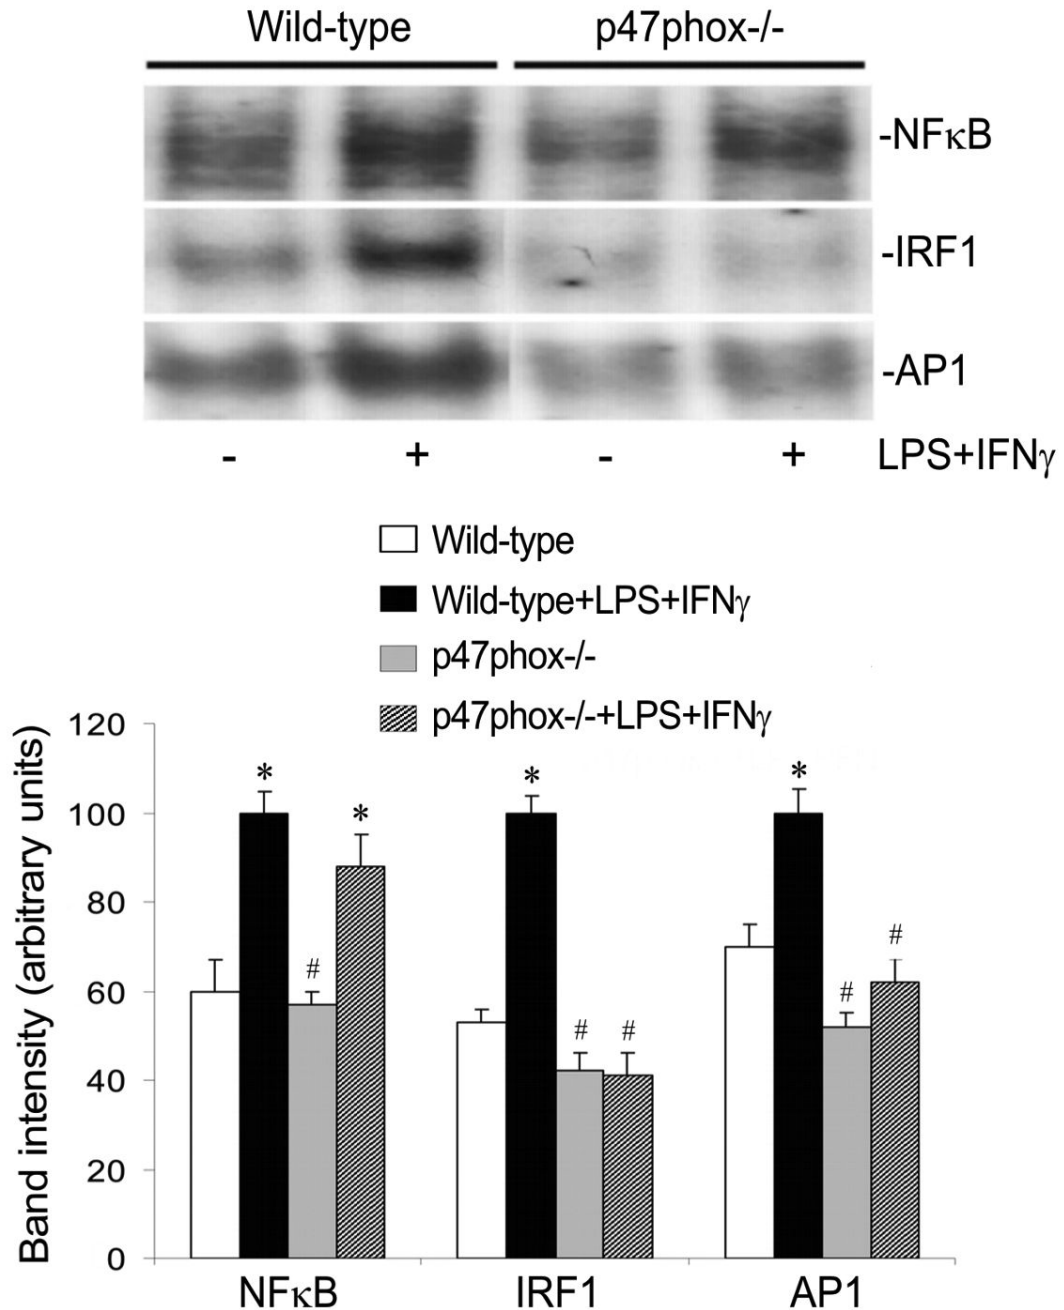 Wild-type p47phox-/-
-NFκB
-IRF1
-AP1
- + - + LPS+IFNγ
Wild-type
Wild-type+LPS+IFNγ
p47phox-/-
p47phox-/-+LPS+IFNγ
Band intensity (arbitrary units)
120
100
80
60
40
20
0
* * # * # # * # #
NFκB IRF1 AP1